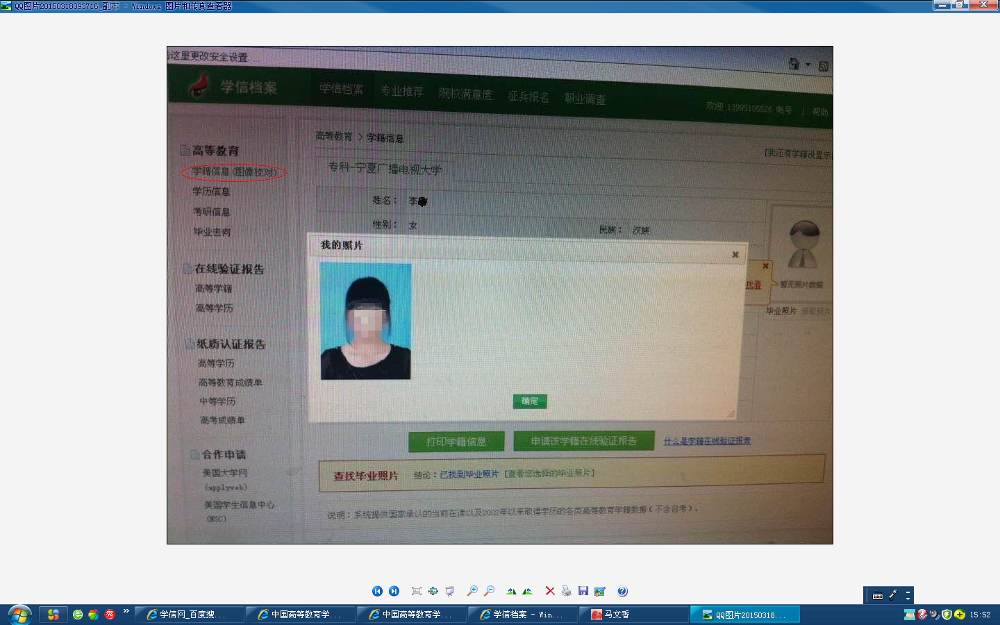 QQ图片20150318093716_副本 - Windows 图片和传真查看器
这里更改安全设置...
学信档案
学信档案 专业推荐 院校满意度 征兵报名 职业调查
欢迎 13995105526 帐号 | 帮助
高等教育 > 学籍信息
[我还有学籍没显示
专科-宁夏广播电视大学
高等教育
学籍信息(图像校对)
学历信息
考研信息
毕业去向
在线验证报告
高等学籍
高等学历
纸质认证报告
高等学历
高等教育成绩单
中等学历
高考成绩单
合作申请
美国大学网
(applyweb)
美国学生信息中心
(NSC)
姓名: 李
性别: 女
民族: 汉族
我的照片
确定
找看
暂无照片数据
毕业照片 录取照片
打印学籍信息
申请该学籍在线验证报告
什么是学籍在线验证报告
查找毕业照片 结论:已找到毕业照片 [查看您选择的毕业照片]
说明:系统提供国家承认的当前在读以及2002年以来取得学历的各类高等教育学籍数据(不含自考)。
学信网_百度搜...
中国高等教育学...
中国高等教育学...
学信档案 - Win...
马文香
QQ图片20150318...
15:52